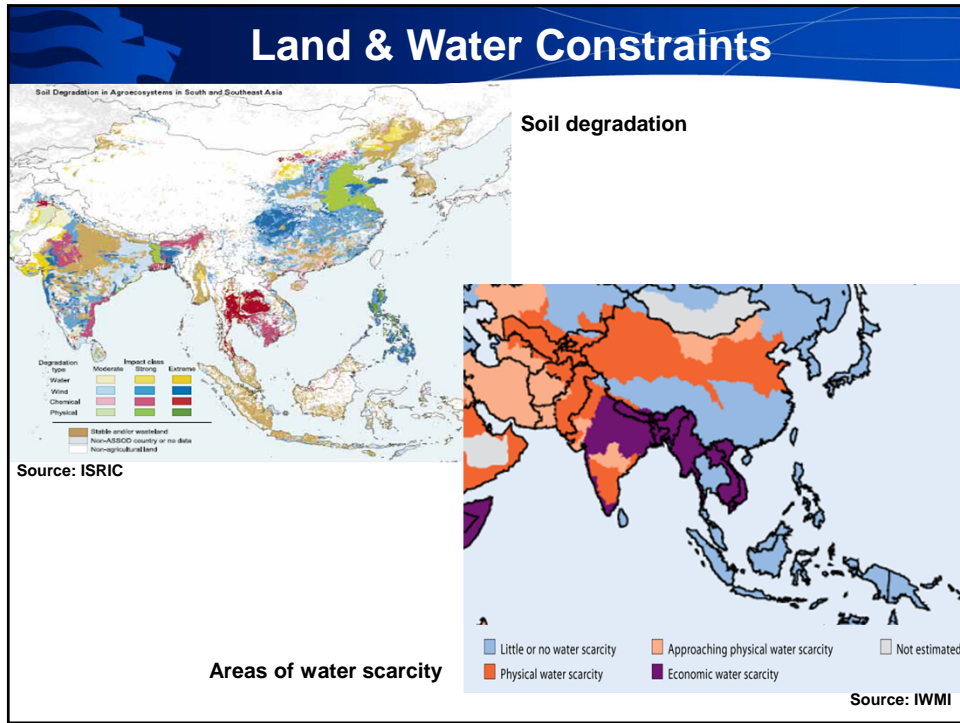 Land & Water Constraints
Soil Degradation in Agroecosystems in South and Southeast Asia
Soil degradation
Degradation type
Impact class
Moderate Strong Extreme
Water
Wind
Chemical
Physical
Stable and/or wasteland
Non-ASSOD country or no data
Non-agricultural land
Source: ISRIC
Areas of water scarcity
Little or no water scarcity
Approaching physical water scarcity
Not estimated
Physical water scarcity
Economic water scarcity
Source: IWMI